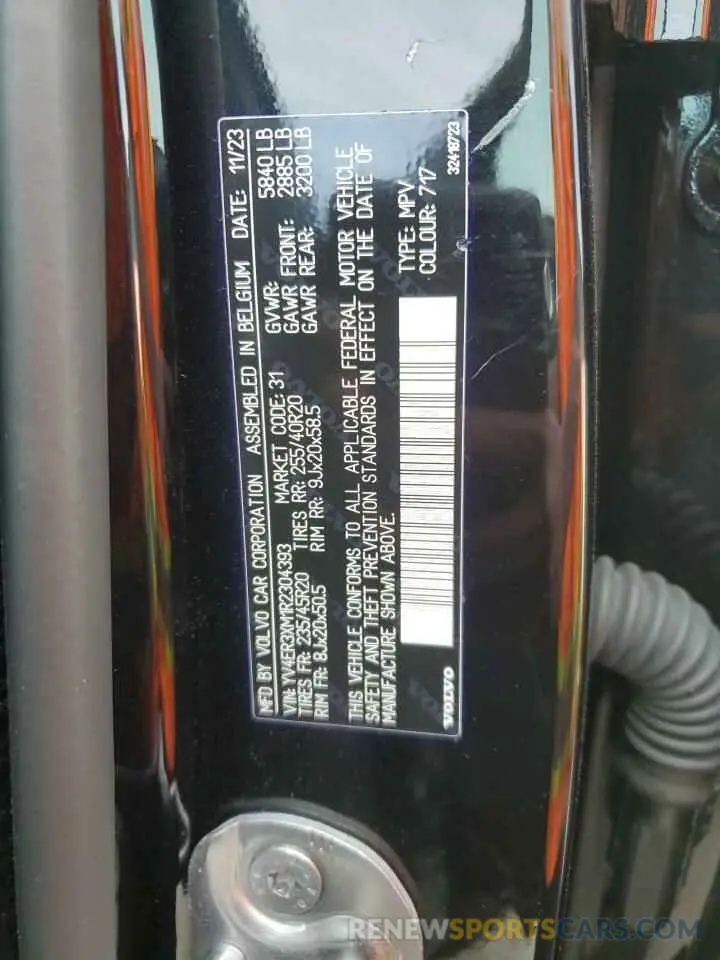 MFD BY VOLVO CAR CORPORATION ASSEMBLED IN BELGIUM DATE: 11/23
VIN: YV4ER3XM1R2304393 MARKET CODE: 31 GVWR: 5840 LB
TIRES FR: 235/45R20 TIRES RR: 255/40R20 GAWR FRONT: 2885 LB
RIM FR: 8Jx20x50.5 RIM RR: 9Jx20x58.5 GAWR REAR: 3200 LB
THIS VEHICLE CONFORMS TO ALL APPLICABLE FEDERAL MOTOR VEHICLE
SAFETY AND THEFT PREVENTION STANDARDS IN EFFECT ON THE DATE OF
MANUFACTURE SHOWN ABOVE.
TYPE: MPV
COLOUR: 717
VOLVO 32418723
RENEWSPORTSCARS.COM